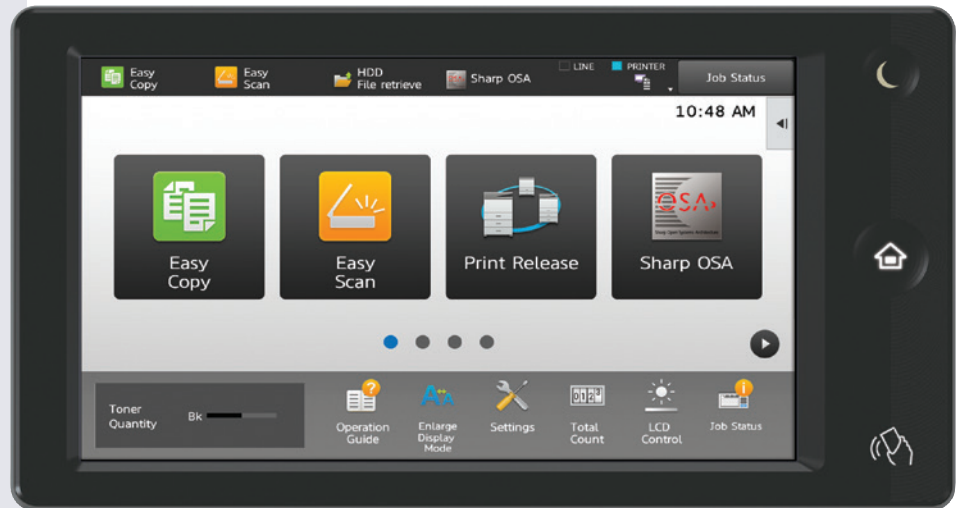 Easy
Copy
Easy
Scan
HDD
File retrieve
Sharp OSA
LINE
PRINTER
Job Status
10:48 AM
Easy
Copy
Easy
Scan
Print Release
OSA
Sharp OSA
Toner
Quantity
Bk
Operation
Guide
Enlarge
Display
Mode
Settings
Total
Count
LCD
Control
Job Status